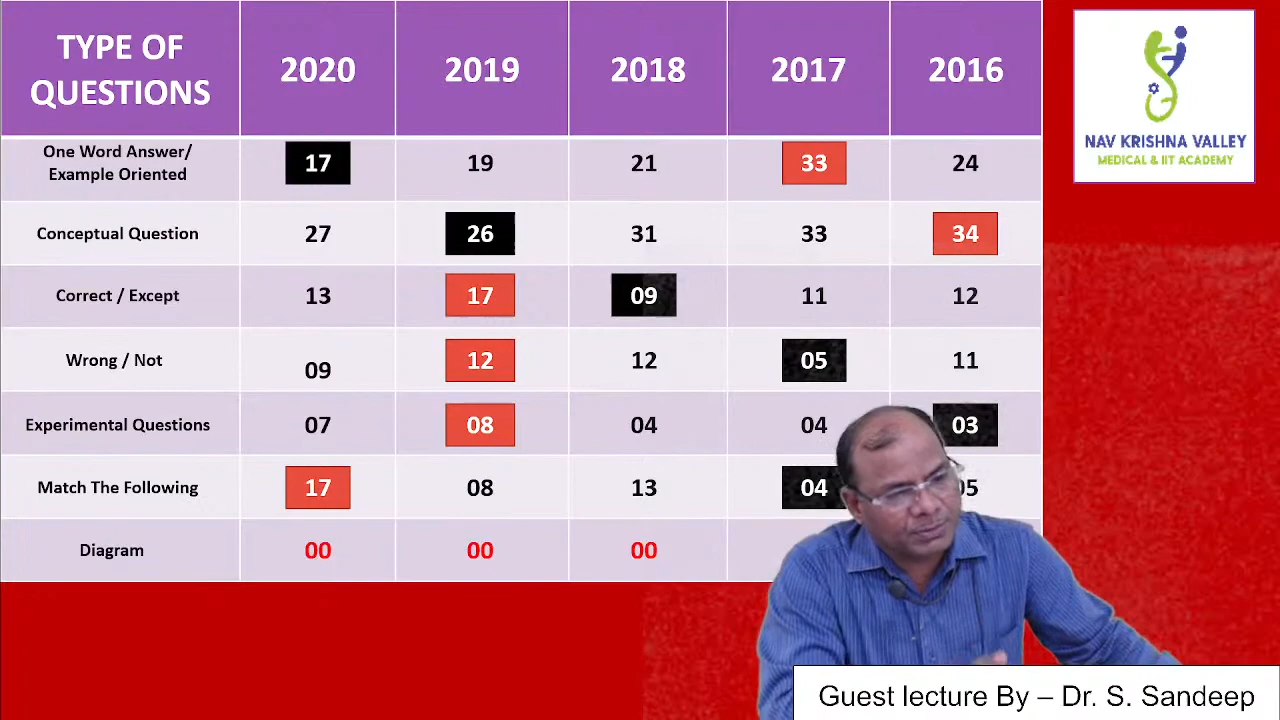 TYPE OF
QUESTIONS
2020
2019
2018
2017
2016
One Word Answer/
Example Oriented
17
19
21
33
24
Conceptual Question
27
26
31
33
34
Correct / Except
13
17
09
11
12
Wrong / Not
09
12
12
05
11
Experimental Questions
07
08
04
04
03
Match The Following
17
08
13
04
05
Diagram
00
00
00
NAV KRISHNA VALLEY
MEDICAL & IIT ACADEMY
Guest lecture By – Dr. S. Sandeep